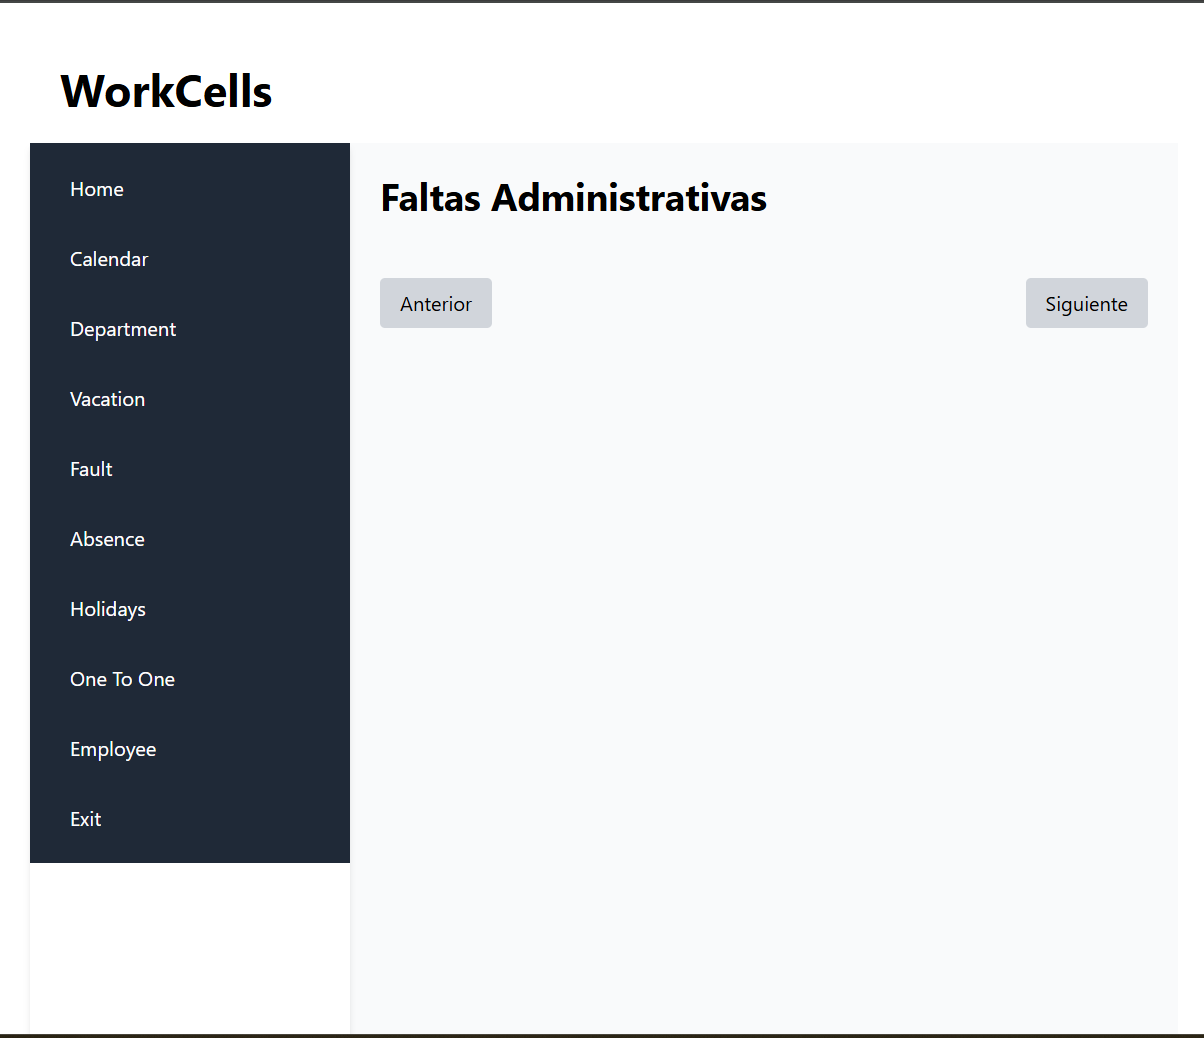 WorkCells
Home
Calendar
Department
Vacation
Fault
Absence
Holidays
One To One
Employee
Exit
Faltas Administrativas
Anterior
Siguiente